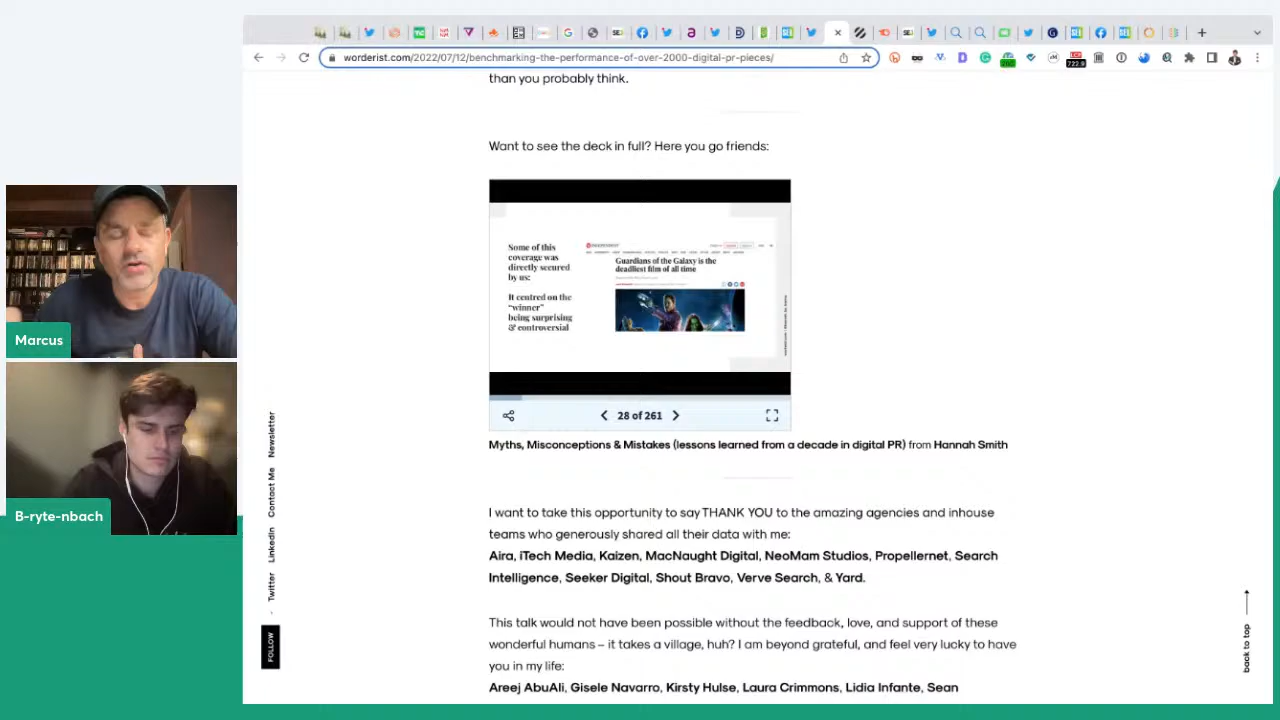 worderist.com/2022/07/12/benchmarking-the-performance-of-over-2000-digital-pr-pieces/
722.9
than you probably think.
Want to see the deck in full? Here you go friends:
Some of this
coverage was
directly secured
by us:
It centred on the
“winner”
being surprising
& controversial
Guardians of the Galaxy is the
deadliest film of all time
28 of 261
Myths, Misconceptions & Mistakes (lessons learned from a decade in digital PR) from Hannah Smith
I want to take this opportunity to say THANK YOU to the amazing agencies and inhouse
teams who generously shared all their data with me:
Aira, iTech Media, Kaizen, MacNaught Digital, NeoMam Studios, Propellernet, Search
Intelligence, Seeker Digital, Shout Bravo, Verve Search, & Yard.
This talk would not have been possible without the feedback, love, and support of these
wonderful humans – it takes a village, huh? I am beyond grateful, and feel very lucky to have
you in my life:
Areej AbuAli, Gisele Navarro, Kirsty Hulse, Laura Crimmons, Lidia Infante, Sean
FOLLOW - Twitter LinkedIn Contact Me Newsletter
back to top
Marcus
B-ryte-nbach